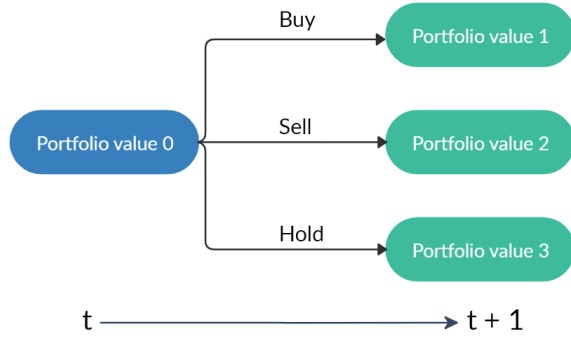 Buy
Portfolio value 1
Portfolio value 0
Sell
Portfolio value 2
Hold
Portfolio value 3
t
t + 1